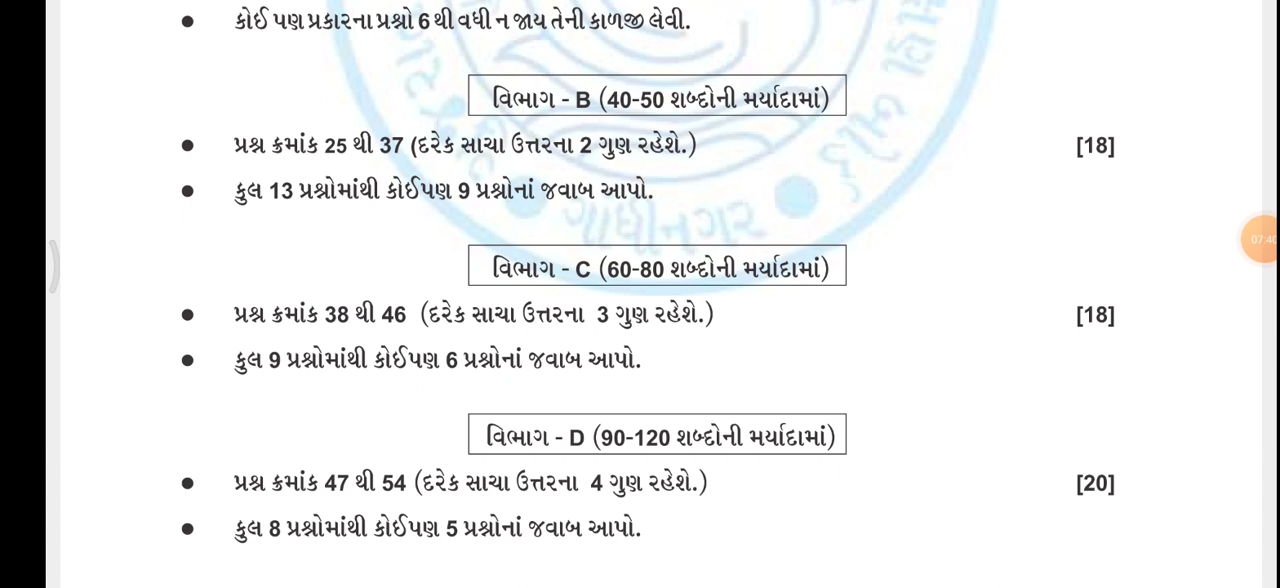 કોઈ પણ પ્રકારના પ્રશ્નો 6 થી વધી ન જાય તેની કાળજી લેવી.
વિભાગ - B (40-50 શબ્દોની મર્યાદામાં)
પ્રશ્ન ક્રમાંક 25 થી 37 (દરેક સાચા ઉત્તરના 2 ગુણ રહેશે.) [18]
કુલ 13 પ્રશ્નોમાંથી કોઈપણ 9 પ્રશ્નોનાં જવાબ આપો.
ગાંધીનગર
વિભાગ - C (60-80 શબ્દોની મર્યાદામાં)
07:40
પ્રશ્ન ક્રમાંક 38 થી 46 (દરેક સાચા ઉત્તરના 3 ગુણ રહેશે.) [18]
કુલ 9 પ્રશ્નોમાંથી કોઈપણ 6 પ્રશ્નોનાં જવાબ આપો.
વિભાગ - D (90-120 શબ્દોની મર્યાદામાં)
પ્રશ્ન ક્રમાંક 47 થી 54 (દરેક સાચા ઉત્તરના 4 ગુણ રહેશે.) [20]
કુલ 8 પ્રશ્નોમાંથી કોઈપણ 5 પ્રશ્નોનાં જવાબ આપો.